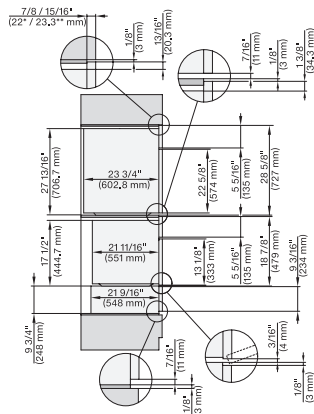 7/8 / 15/16"
(22* / 23.3** mm)
1/8"
(3 mm)
13/16"
(20.3 mm)
7/16"
(11 mm)
1/8"
(3 mm)
1 3/8"
(34.3 mm)
27 13/16"
(706.7 mm)
23 3/4"
(602.8 mm)
22 5/8"
(574 mm)
5 5/16"
(135 mm)
28 5/8"
(727 mm)
17 1/2"
(444.7 mm)
21 11/16"
(551 mm)
13 1/8"
(333 mm)
5 5/16"
(135 mm)
18 7/8"
(479 mm)
9 3/16"
(234 mm)
9 3/4"
(248 mm)
21 9/16"
(548 mm)
7/16"
(11 mm)
1/8"
(3 mm)
3/16"
(4 mm)
1/8"
(3 mm)